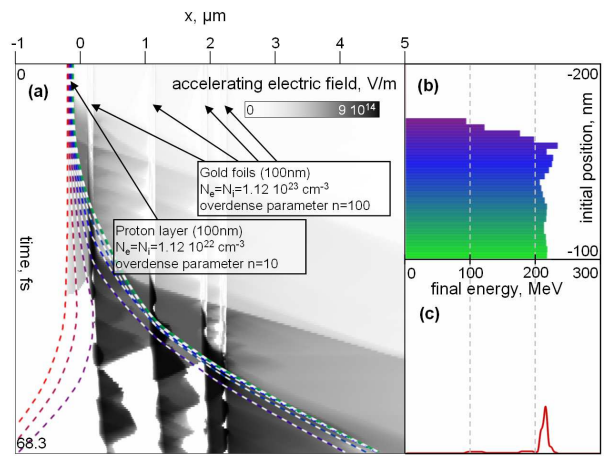 x, µm
-1 0 1 2 3 4 5
0
(a)
accelerating electric field, V/m
0 9 10¹⁴
Gold foils (100nm)
Nₑ=Nᵢ=1.12 10²³ cm⁻³
overdense parameter n=100
Proton layer (100nm)
Nₑ=Nᵢ=1.12 10²² cm⁻³
overdense parameter n=10
time, fs
68.3
(b)
-200
initial position, nm
-100
0 100 200 300
final energy, MeV
(c)